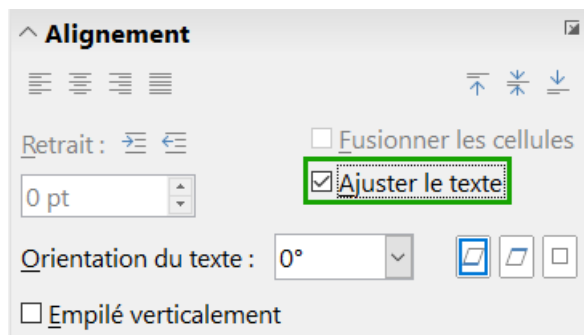 Alignement
Retrait :
Fusionner les cellules
0 pt
Ajuster le texte
Orientation du texte :
0°
Empilé verticalement